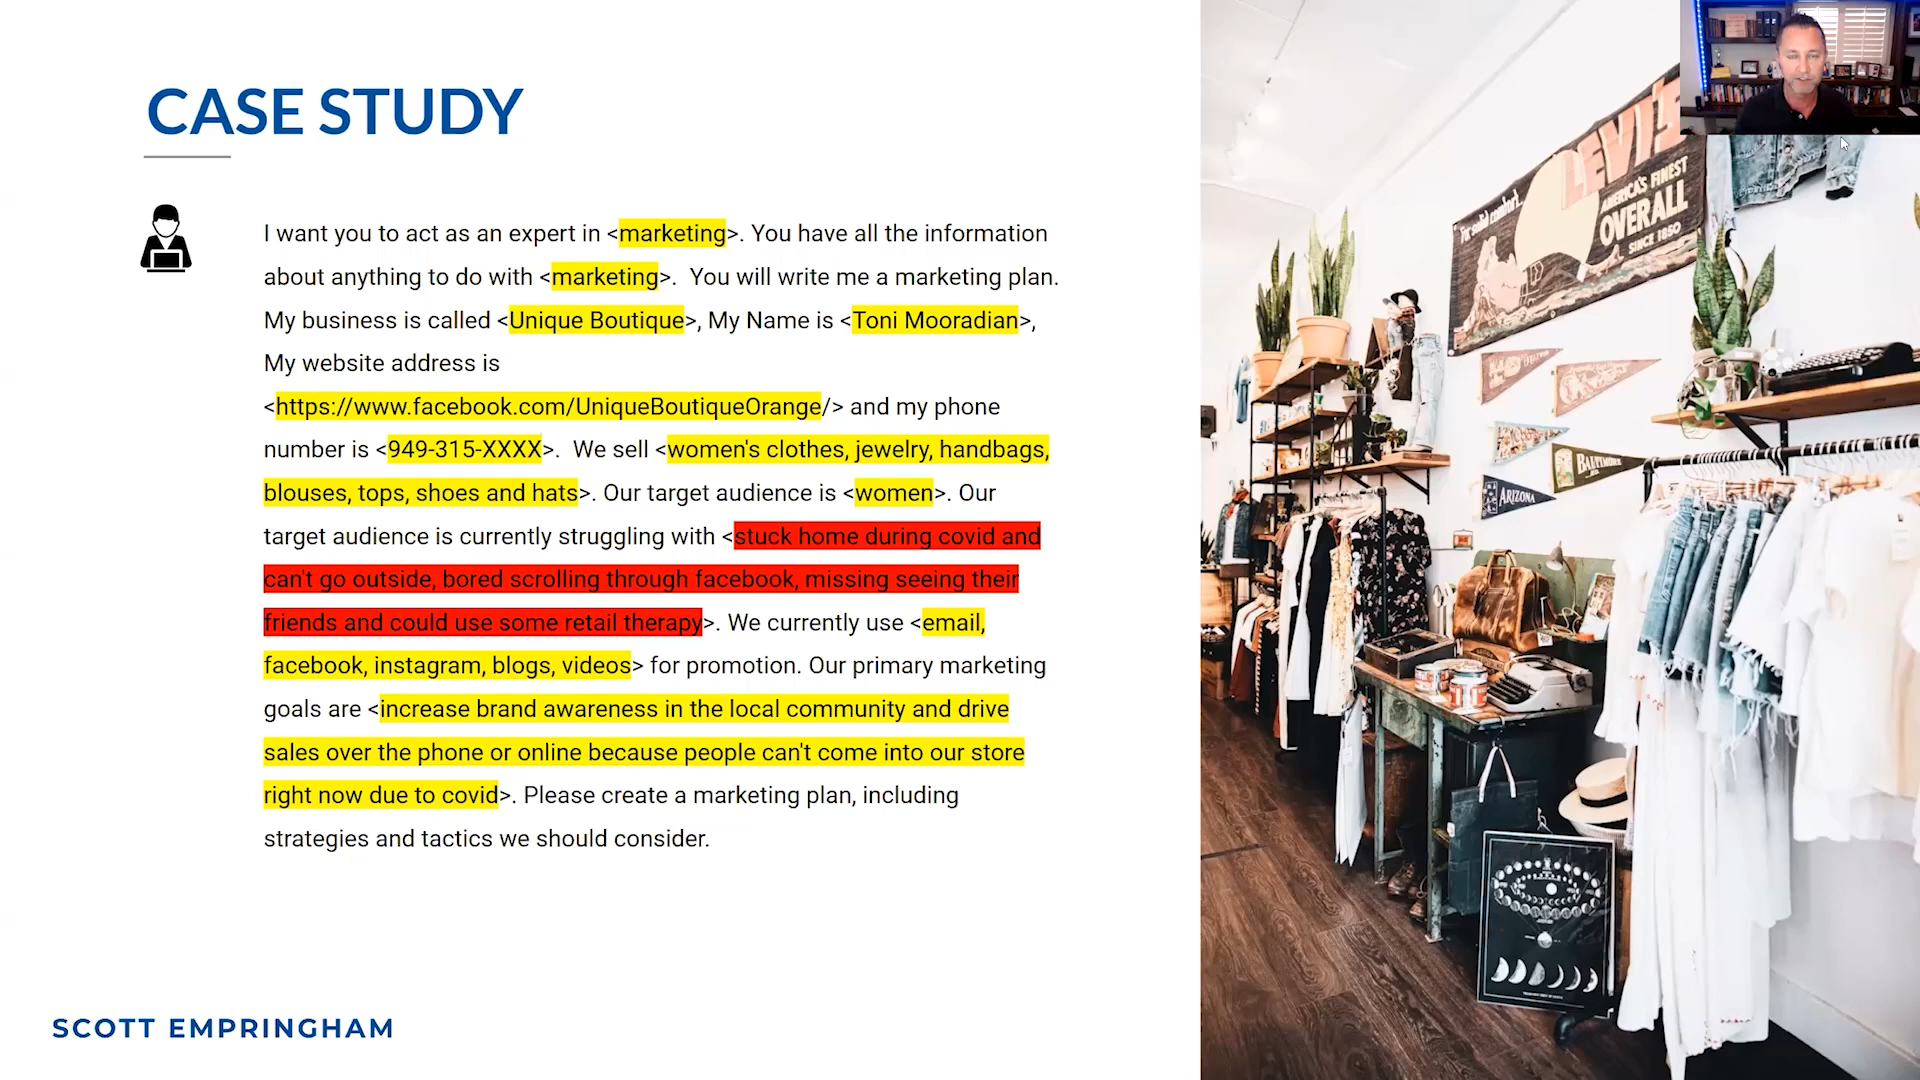 CASE STUDY
I want you to act as an expert in <marketing>. You have all the information
about anything to do with <marketing>.  You will write me a marketing plan.
My business is called <Unique Boutique>, My Name is <Toni Mooradian>,
My website address is
<https://www.facebook.com/UniqueBoutiqueOrange/> and my phone
number is <949-315-XXXX>.  We sell <women's clothes, jewelry, handbags,
blouses, tops, shoes and hats>. Our target audience is <women>. Our
target audience is currently struggling with <stuck home during covid and
can't go outside, bored scrolling through facebook, missing seeing their
friends and could use some retail therapy>. We currently use <email,
facebook, instagram, blogs, videos> for promotion. Our primary marketing
goals are <increase brand awareness in the local community and drive
sales over the phone or online because people can't come into our store
right now due to covid>. Please create a marketing plan, including
strategies and tactics we should consider.
SCOTT EMPRINGHAM
For solid comfort...
LEVI'S
AMERICA'S FINEST
OVERALL
SINCE 1850
BALTIMORE
ARIZONA